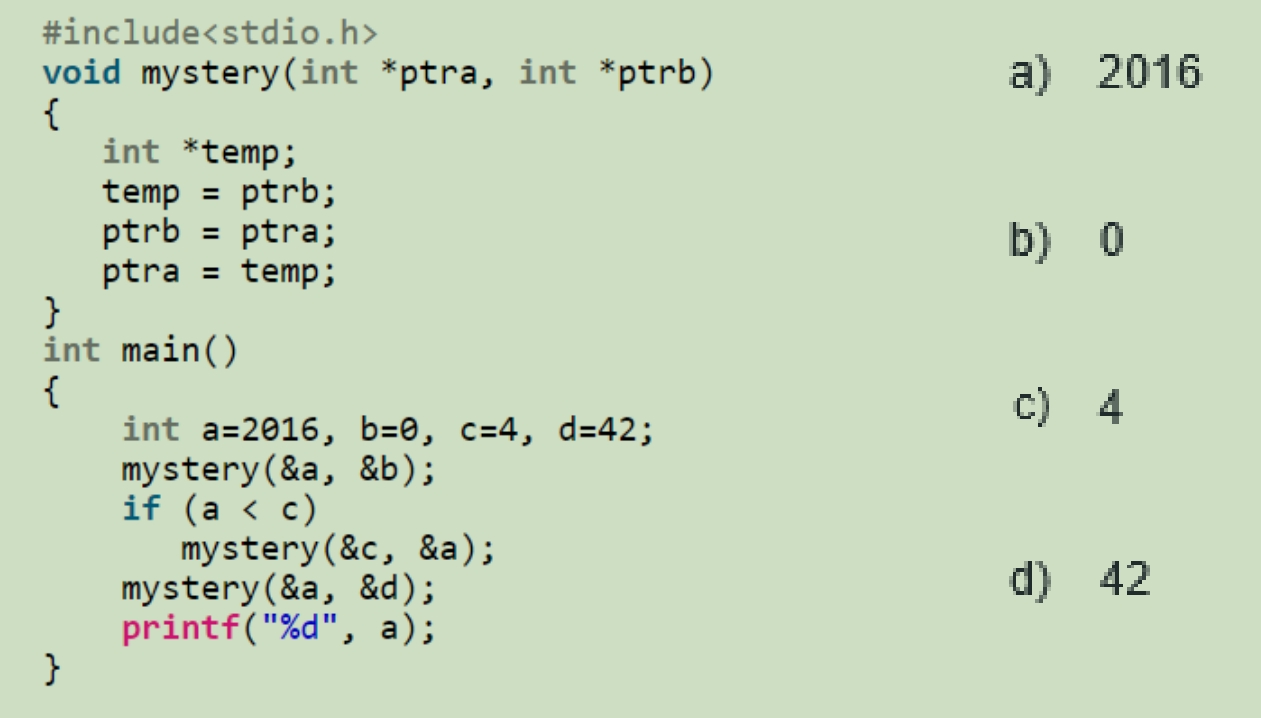 #include<stdio.h>
void mystery(int *ptra, int *ptrb)
{
   int *temp;
   temp = ptrb;
   ptrb = ptra;
   ptra = temp;
}
int main()
{
    int a=2016, b=0, c=4, d=42;
    mystery(&a, &b);
    if (a < c)
       mystery(&c, &a);
    mystery(&a, &d);
    printf("%d", a);
}
a) 2016
b) 0
c) 4
d) 42